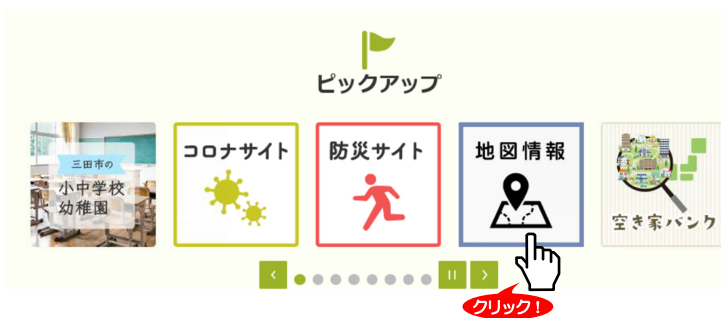 ピックアップ
三田市の
小中学校
幼稚園
コロナサイト
防災サイト
地図情報
空き家バンク
クリック！